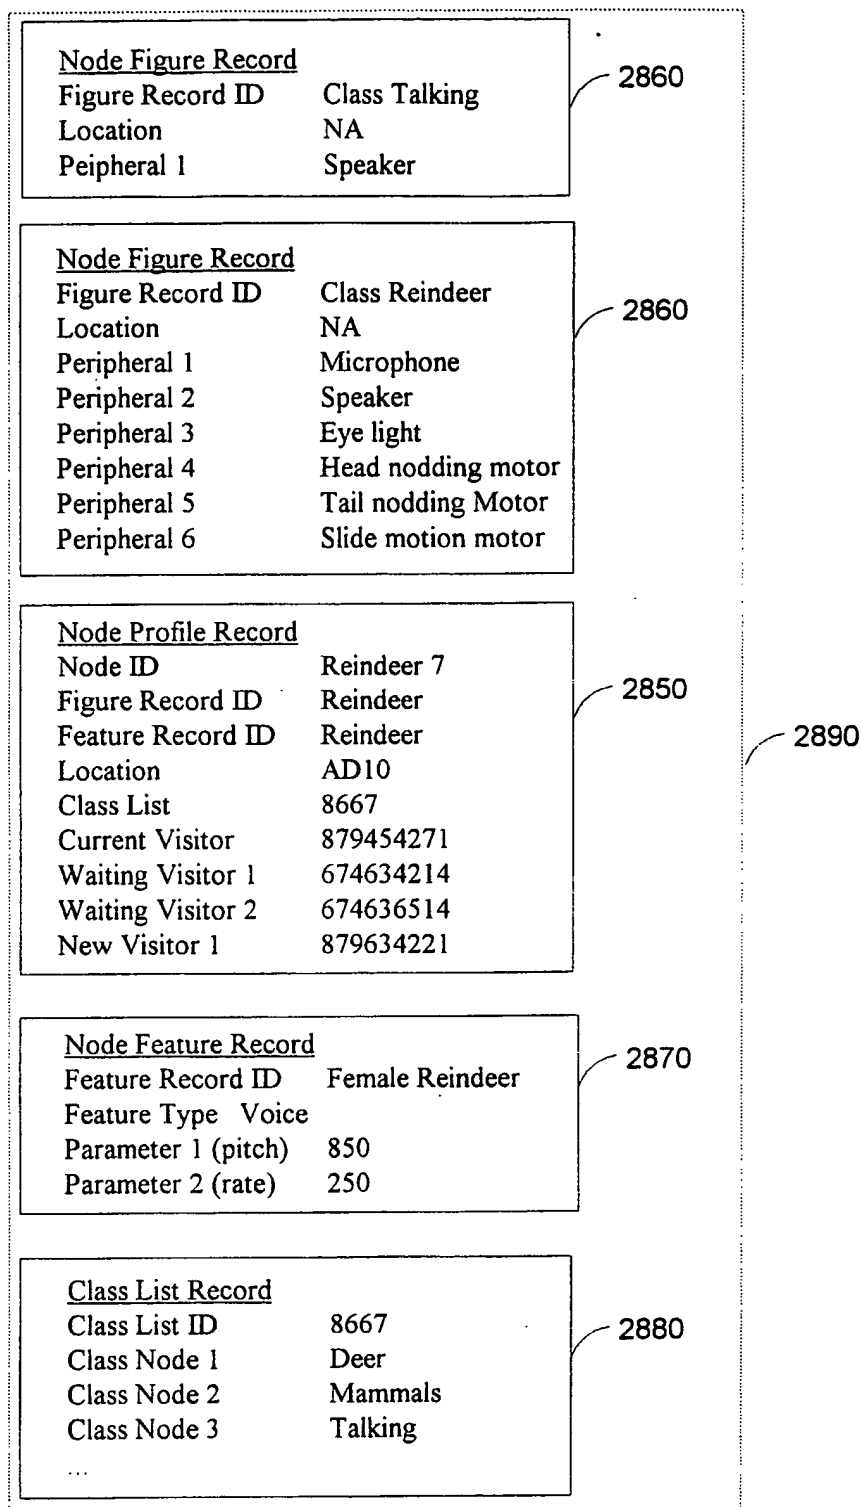 Node Figure Record
Figure Record ID Class Talking
Location NA
Peipheral 1 Speaker
2860
Node Figure Record
Figure Record ID Class Reindeer
Location NA
Peripheral 1 Microphone
Peripheral 2 Speaker
Peripheral 3 Eye light
Peripheral 4 Head nodding motor
Peripheral 5 Tail nodding Motor
Peripheral 6 Slide motion motor
2860
Node Profile Record
Node ID Reindeer 7
Figure Record ID Reindeer
Feature Record ID Reindeer
Location AD10
Class List 8667
Current Visitor 879454271
Waiting Visitor 1 674634214
Waiting Visitor 2 674636514
New Visitor 1 879634221
2850
2890
Node Feature Record
Feature Record ID Female Reindeer
Feature Type Voice
Parameter 1 (pitch) 850
Parameter 2 (rate) 250
2870
Class List Record
Class List ID 8667
Class Node 1 Deer
Class Node 2 Mammals
Class Node 3 Talking
...
2880